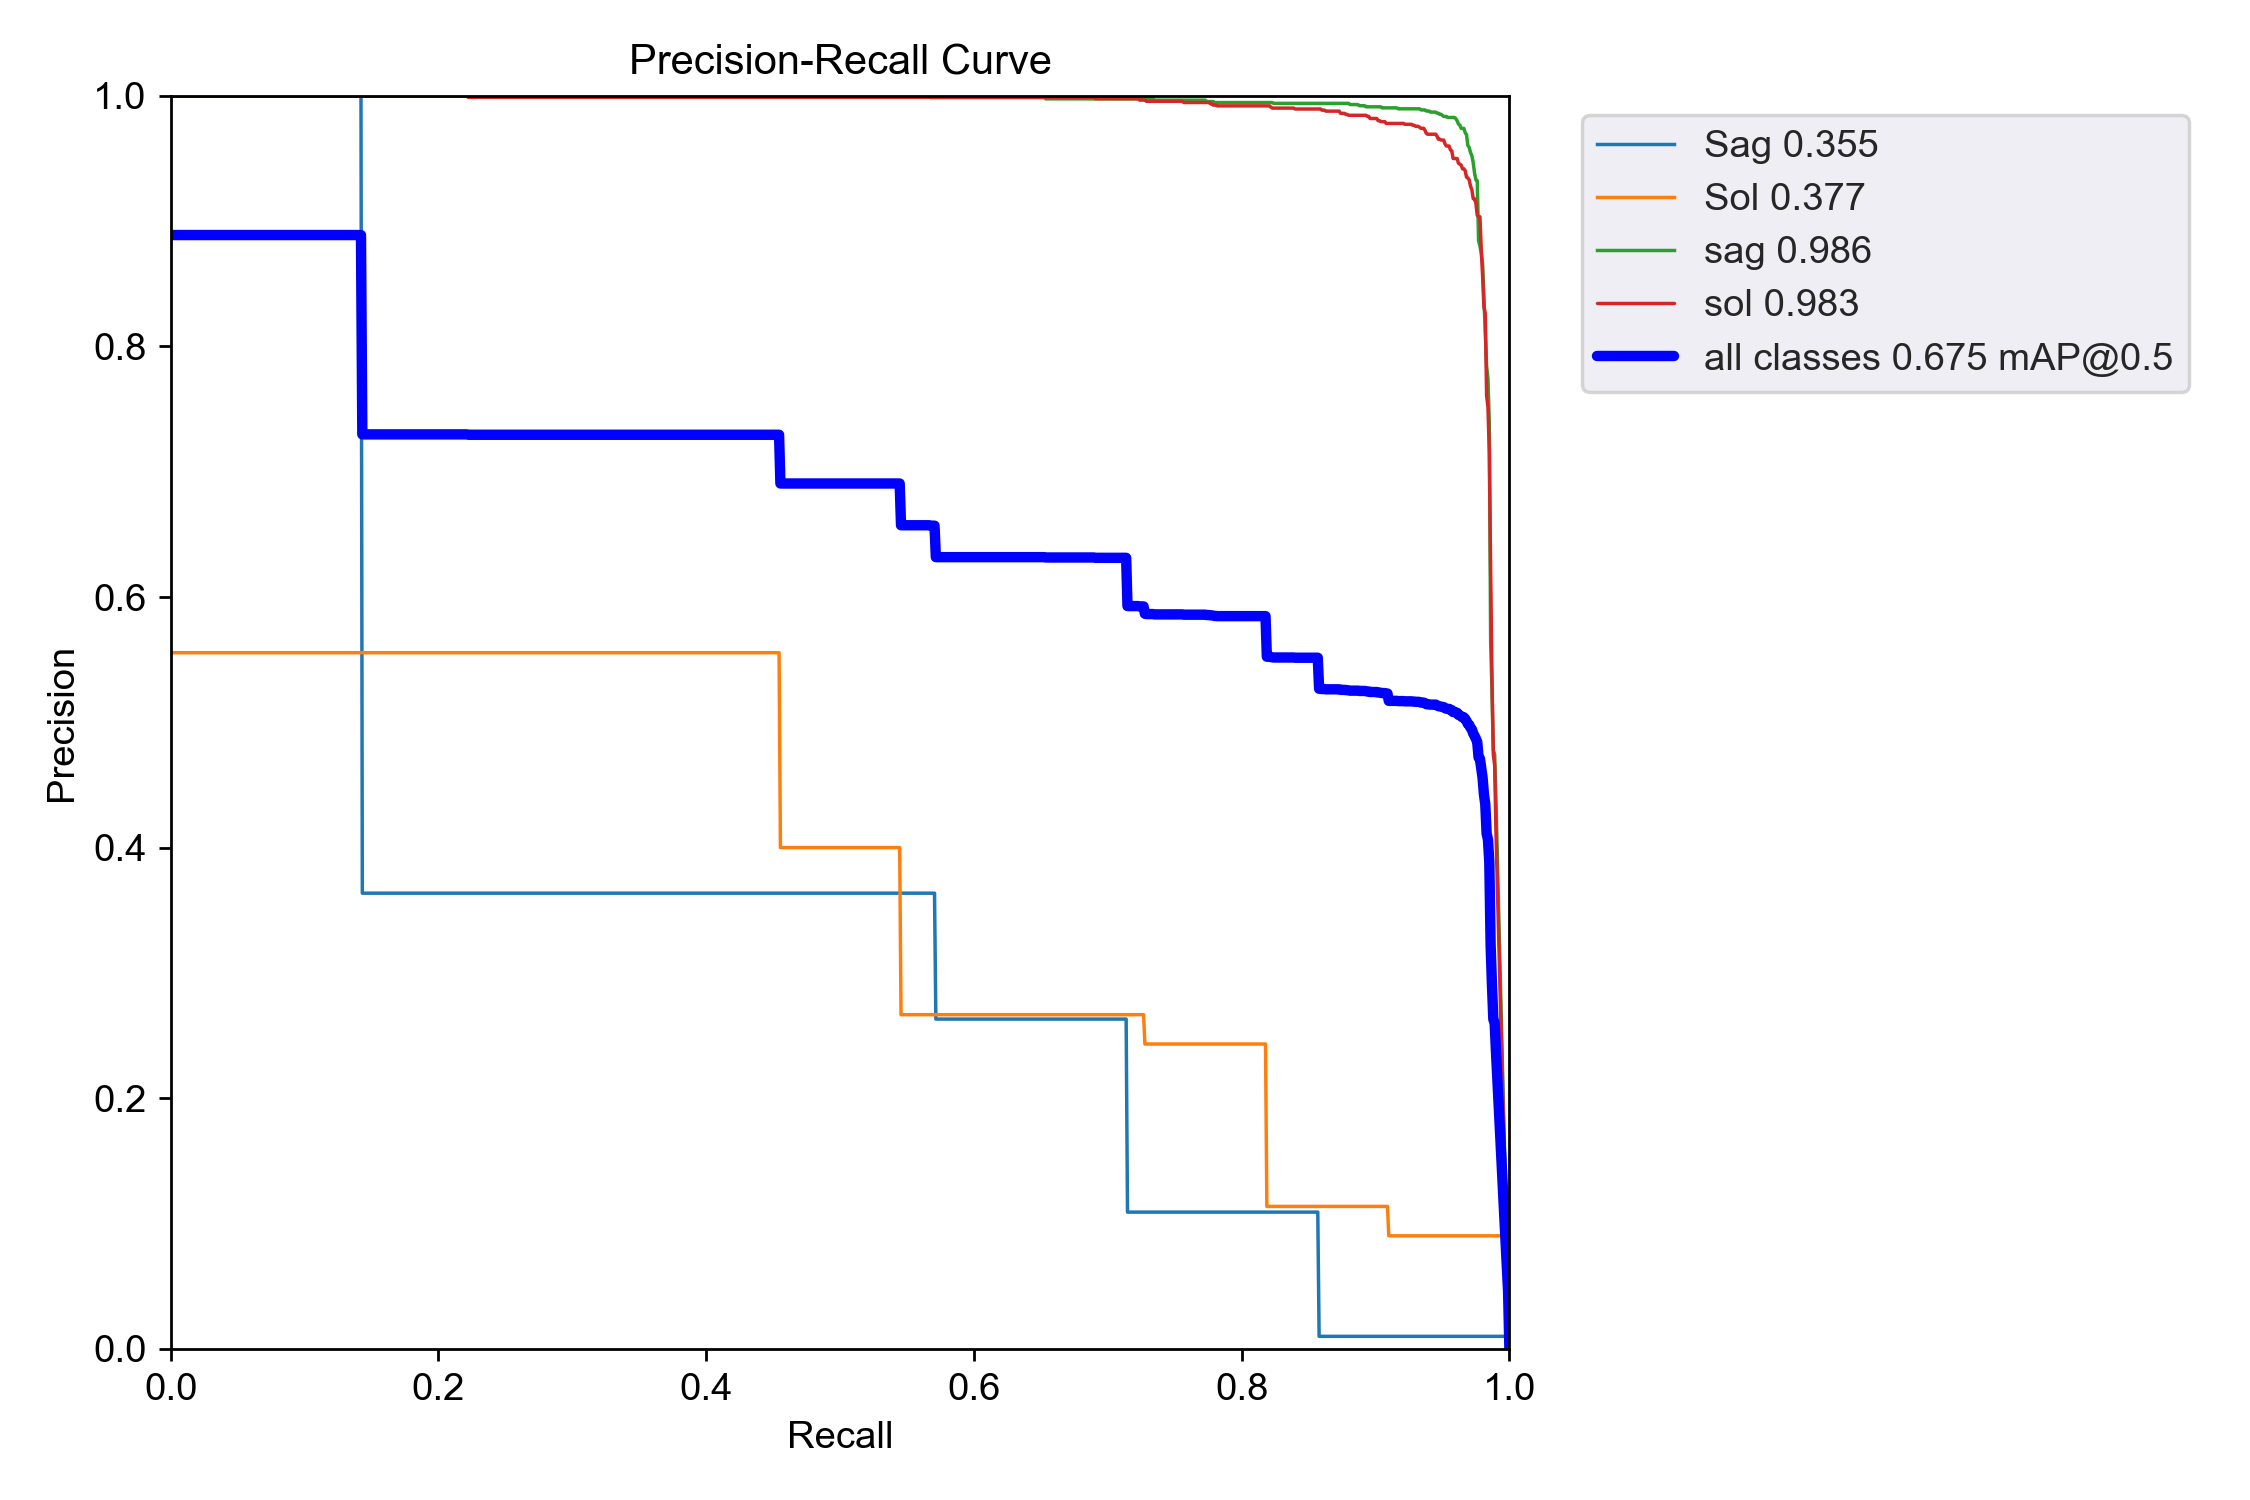 Precision-Recall Curve
1.0
0.8
0.6
0.4
0.2
0.0
Precision
0.0 0.2 0.4 0.6 0.8 1.0
Recall
Sag 0.355
Sol 0.377
sag 0.986
sol 0.983
all classes 0.675 mAP@0.5